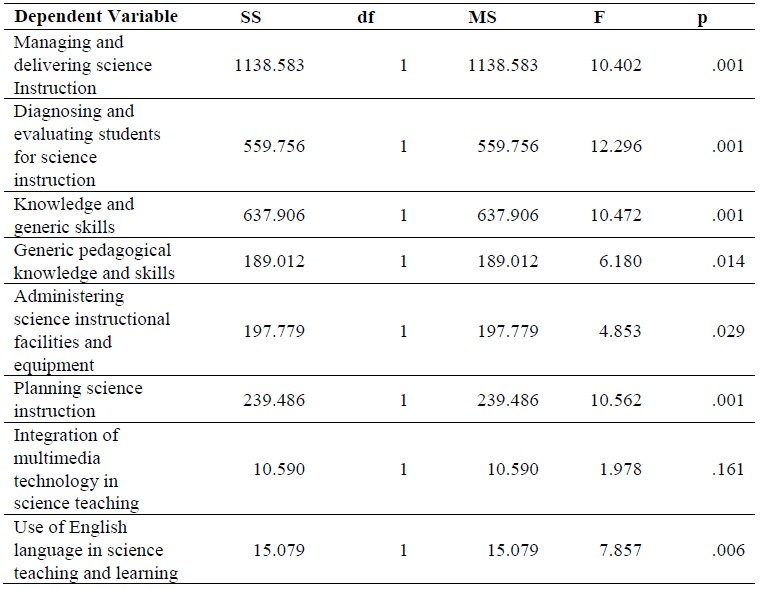 Dependent Variable SS df MS F p
Managing and
delivering science 1138.583 1 1138.583 10.402 .001
Instruction
Diagnosing and
evaluating students
for science 559.756 1 559.756 12.296 .001
instruction
Knowledge and
generic skills 637.906 1 637.906 10.472 .001
Generic pedagogical
knowledge and skills 189.012 1 189.012 6.180 .014
Administering
science instructional
facilities and 197.779 1 197.779 4.853 .029
equipment
Planning science
instruction 239.486 1 239.486 10.562 .001
Integration of
multimedia
technology in 10.590 1 10.590 1.978 .161
science teaching
Use of English
language in science 15.079 1 15.079 7.857 .006
teaching and learning